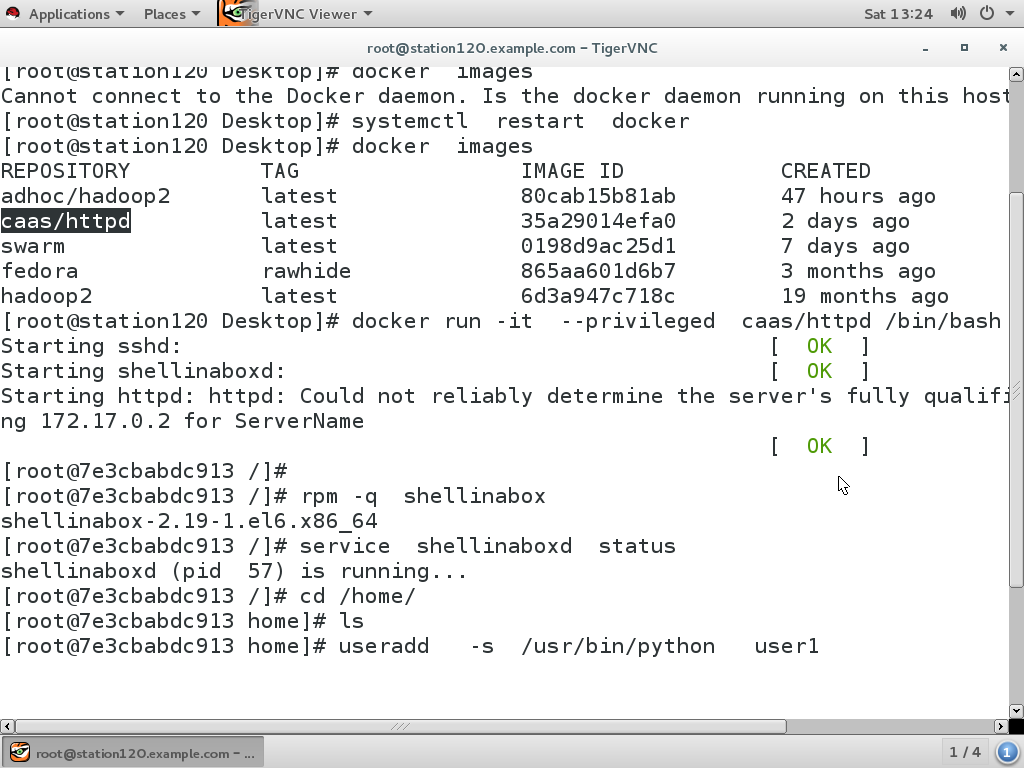 Applications Places TigerVNC Viewer Sat 13:24
root@station120.example.com - TigerVNC
[root@station120 Desktop]# docker  images
Cannot connect to the Docker daemon. Is the docker daemon running on this host
[root@station120 Desktop]# systemctl  restart  docker
[root@station120 Desktop]# docker  images
REPOSITORY TAG IMAGE ID CREATED
adhoc/hadoop2 latest 80cab15b81ab 47 hours ago
caas/httpd latest 35a29014efa0 2 days ago
swarm latest 0198d9ac25d1 7 days ago
fedora rawhide 865aa601d6b7 3 months ago
hadoop2 latest 6d3a947c718c 19 months ago
[root@station120 Desktop]# docker run -it  --privileged  caas/httpd /bin/bash
Starting sshd: [  OK  ]
Starting shellinaboxd: [  OK  ]
Starting httpd: httpd: Could not reliably determine the server's fully qualifi
ng 172.17.0.2 for ServerName
[  OK  ]
[root@7e3cbabdc913 /]#
[root@7e3cbabdc913 /]# rpm -q  shellinabox
shellinabox-2.19-1.el6.x86_64
[root@7e3cbabdc913 /]# service  shellinaboxd  status
shellinaboxd (pid  57) is running...
[root@7e3cbabdc913 /]# cd /home/
[root@7e3cbabdc913 home]# ls
[root@7e3cbabdc913 home]# useradd   -s  /usr/bin/python   user1
root@station120.example.com - ... 1 / 4 1